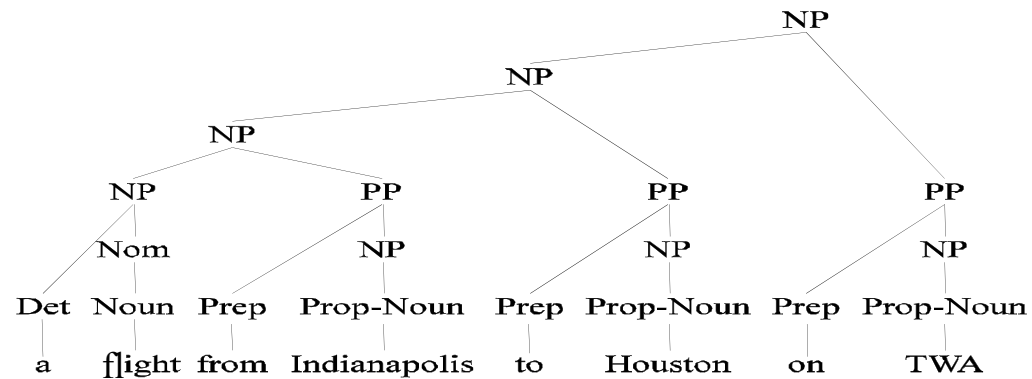 NP
NP
NP
NP PP PP PP
Nom NP NP NP
Det Noun Prep Prop-Noun Prep Prop-Noun Prep Prop-Noun
a flight from Indianapolis to Houston on TWA